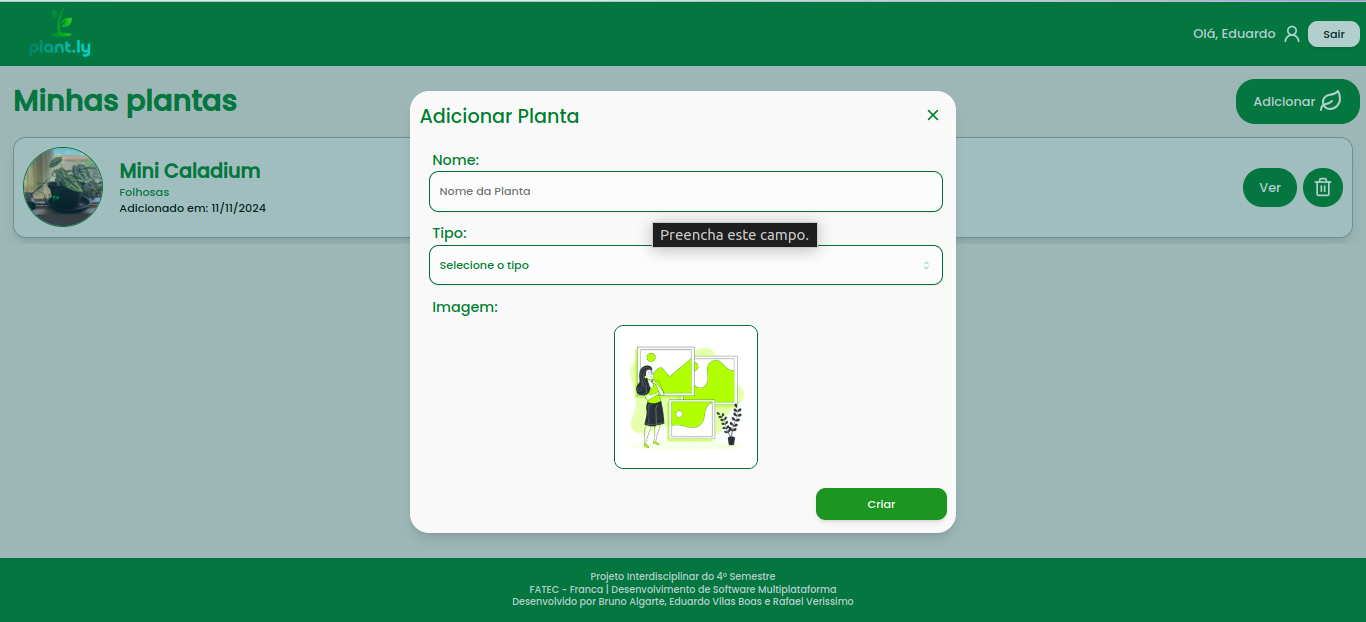 plant.ly
Olá, Eduardo
Sair
Minhas plantas
Adicionar
Mini Caladium
Folhosas
Adicionado em: 11/11/2024
Ver
Adicionar Planta
Nome:
Nome da Planta
Preencha este campo.
Tipo:
Selecione o tipo
Imagem:
Criar
Projeto Interdisciplinar do 4º Semestre
FATEC - Franca | Desenvolvimento de Software Multiplataforma
Desenvolvido por Bruno Algarte, Eduardo Vilas Boas e Rafael Verissimo